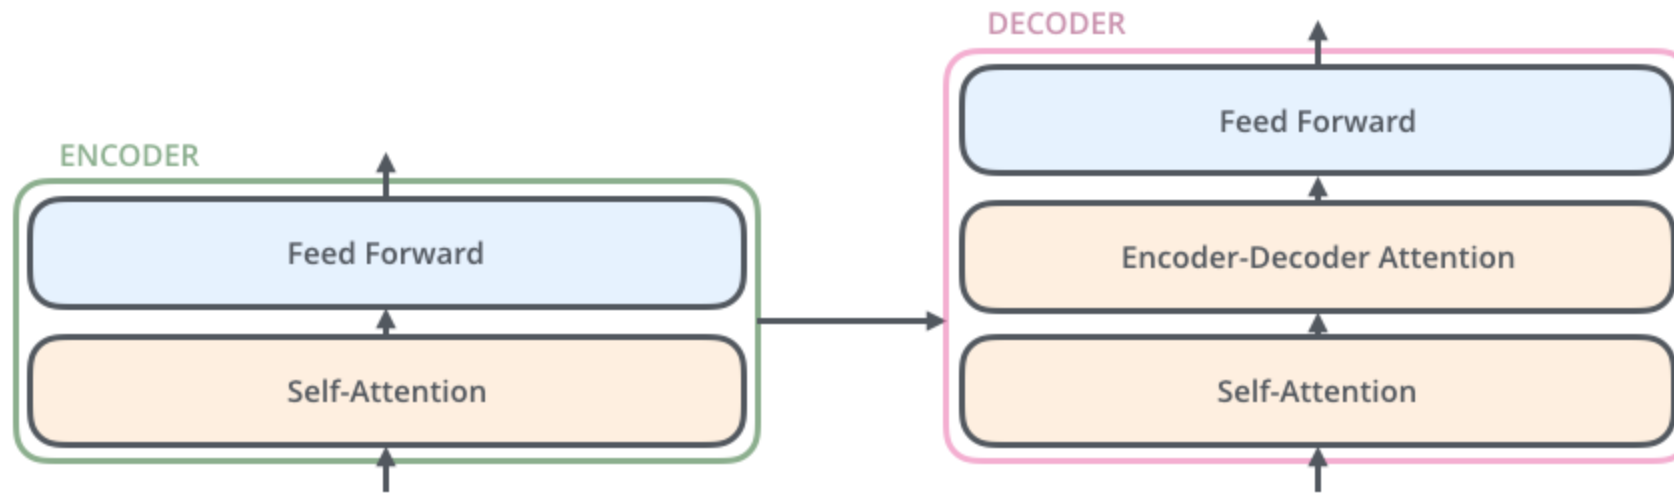 ENCODER
Feed Forward
Self-Attention
DECODER
Feed Forward
Encoder-Decoder Attention
Self-Attention